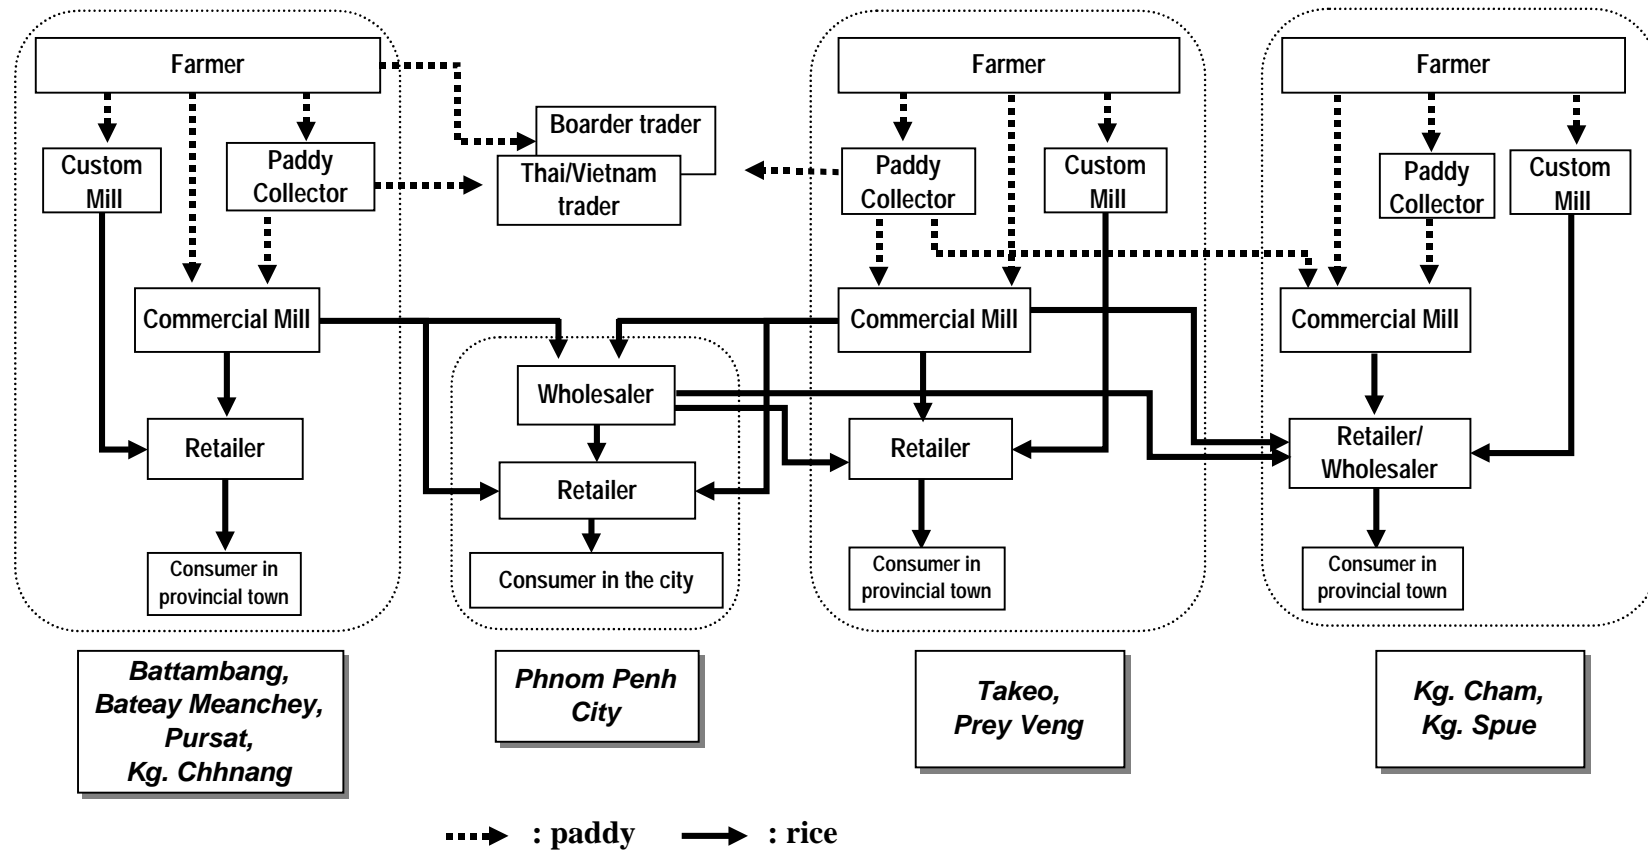 Farmer
Custom
Mill
Paddy
Collector
Commercial Mill
Retailer
Consumer in
provincial town
Battambang,
Bateay Meanchey,
Pursat,
Kg. Chhnang
Boarder trader
Thai/Vietnam
trader
Wholesaler
Retailer
Consumer in the city
Phnom Penh
City
Farmer
Paddy
Collector
Custom
Mill
Commercial Mill
Retailer
Consumer in
provincial town
Takeo,
Prey Veng
Farmer
Paddy
Collector
Custom
Mill
Commercial Mill
Retailer/
Wholesaler
Consumer in
provincial town
Kg. Cham,
Kg. Spue
: paddy
: rice